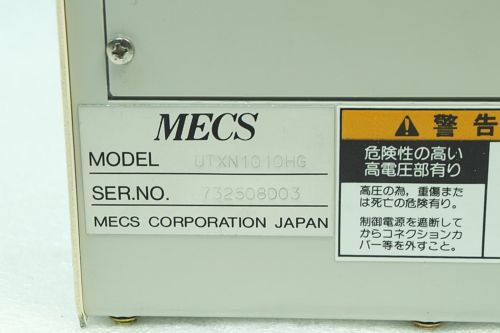 MECS
MODEL UTXN1010HG
SER.NO. 732508D03
MECS CORPORATION JAPAN
警告
危険性の高い
高電圧部有り
高圧の為，重傷また
は死亡の危険有り。
制御電源を遮断して
からコネクションカ
バー等を外すこと。